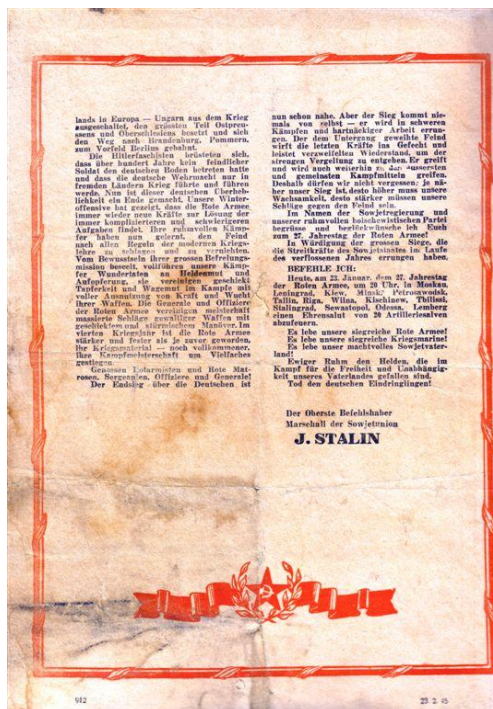 lands in Europa — Ungarn aus dem Krieg
ausgeschaltet, den grössten Teil Ostpreu-
ssens und Oberschlesiens besetzt und sich
den Weg nach Brandenburg, Pommern,
zum Vorfeld Berlins gebahnt.
Die Hitlerfaschisten brüsteten sich,
dass über hundert Jahre kein feindlicher
Soldat den deutschen Boden betreten hatte
und dass die deutsche Wehrmacht nur in
fremden Ländern Krieg führte und führen
werde. Nun ist dieser deutschen Überheb-
lichkeit ein Ende gemacht. Unsere Winter-
offensive hat gezeigt, dass die Rote Armee
immer wieder neue Kräfte zur Lösung der
immer komplizierteren und schwierigeren
Aufgaben findet. Ihre ruhmvollen Kämp-
fer haben nun gelernt, den Feind
nach allen Regeln der modernen Kriegs-
lehre zu schlagen und zu vernichten.
Vom Bewusstsein ihrer grossen Befreiungs-
mission beseelt, vollführen unsere Kämp-
fer Wundertaten an Heldenmut und
Aufopferung, sie vereinigen geschickt
Tapferkeit und Wagemut im Kampfe mit
voller Ausnutzung von Kraft und Wucht
ihrer Waffen. Die Generale und Offiziere
der Roten Armee vereinigen meisterhaft
massierte Schläge gewaltiger Waffen mit
geschicktem und stürmischem Manöver. Im
vierten Kriegsjahr ist die Rote Armee
stärker und fester als je zuvor geworden,
ihr Kriegsmaterial — noch vollkommener,
ihre Kampfmeisterschaft um Vielfaches
gestiegen.
Genossen Rotarmisten und Rote Mat-
rosen, Sergeanten, Offiziere und Generale!
Der Endsieg über die Deutschen ist
nun schon nahe. Aber der Sieg kommt nie-
mals von selbst — er wird in schweren
Kämpfen und hartnäckiger Arbeit errun-
gen. Der dem Untergang geweihte Feind
wirft die letzten Kräfte ins Gefecht und
leistet verzweifelten Widerstand, um der
strengen Vergeltung zu entgehen. Er greift
und wird auch weiterhin zu den äussersten
und gemeinsten Kampfmitteln greifen.
Deshalb dürfen wir nicht vergessen: je nä-
her unser Sieg ist, desto höher muss unsere
Wachsamkeit, desto stärker müssen unsere
Schläge gegen den Feind sein.
Im Namen der Sowjetregierung und
unserer ruhmvollen bolschewistischen Partei
begrüsse und beglückwünsche ich Euch
zum 27. Jahrestag der Roten Armee!
In Würdigung der grossen Siege, die
die Streitkräfte des Sowjetstaates im Laufe
des verflossenen Jahres errungen haben,
BEFEHLE ICH:
Heute, am 23. Januar, dem 27. Jahrestag
der Roten Armee, um 20 Uhr, in Moskau,
Leningrad, Kiew, Minsk, Petrosawodsk,
Tallin, Riga, Wilna, Kischinew, Tbilissi,
Stalingrad, Sewastopol, Odessa, Lemberg
einen Ehrensalut von 20 Artilleriesalven
abzufeuern.
Es lebe unsere siegreiche Rote Armee!
Es lebe unsere siegreiche Kriegsmarine!
Es lebe unser machtvolles Sowjetvater-
land!
Ewiger Ruhm den Helden, die im
Kampf für die Freiheit und Unabhängig-
keit unseres Vaterlandes gefallen sind.
Tod den deutschen Eindringlingen!
Der Oberste Befehlshaber
Marschall der Sowjetunion
J. STALIN
912
23. 2. 45